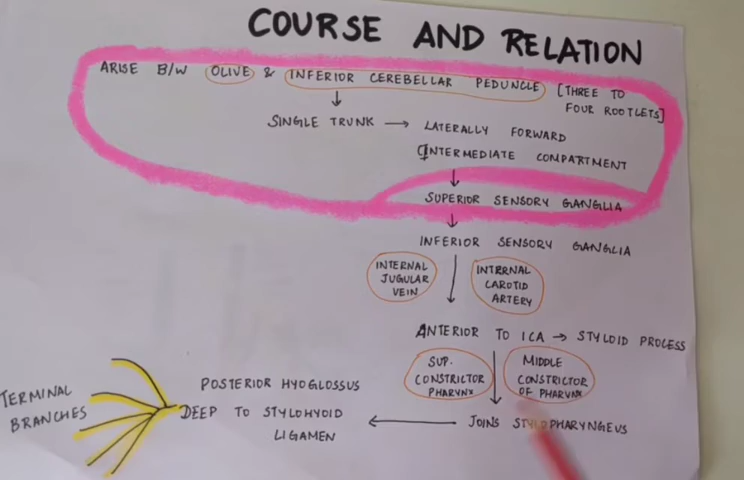 COURSE AND RELATION
ARISE B/W OLIVE & INFERIOR CEREBELLAR PEDUNCLE [THREE TO
FOUR ROOTLETS]
SINGLE TRUNK → LATERALLY FORWARD
INTERMEDIATE COMPARTMENT
SUPERIOR SENSORY GANGLIA
INFERIOR SENSORY GANGLIA
INTERNAL
JUGULAR
VEIN
INTERNAL
CAROTID
ARTERY
ANTERIOR TO ICA → STYLOID PROCESS
SUP.
CONSTRICTOR
PHARYNX
MIDDLE
CONSTRICTOR
OF PHARYNX
JOINS STYLOPHARYNGEUS
POSTERIOR HYOGLOSSUS
DEEP TO STYLOHYOID
LIGAMEN
TERMINAL
BRANCHES